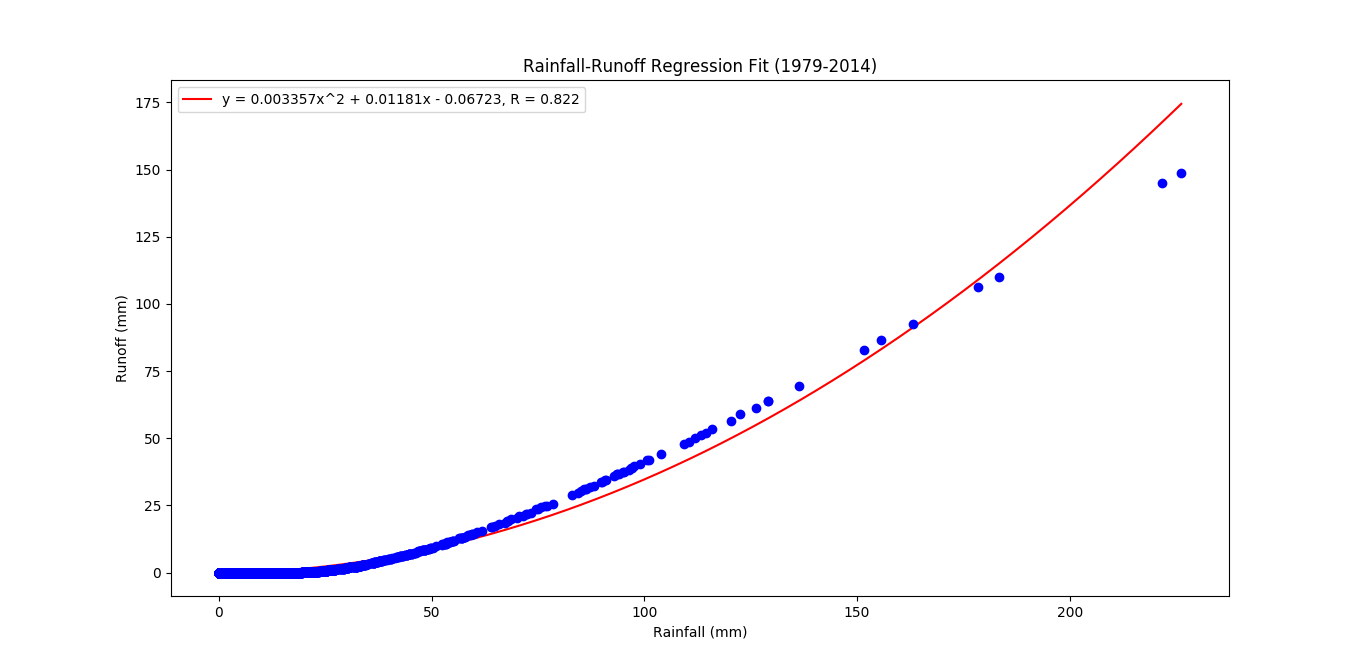 Rainfall-Runoff Regression Fit (1979-2014)
y = 0.003357x^2 + 0.01181x - 0.06723, R = 0.822
175
150
125
100
75
50
25
0
Runoff (mm)
0 50 100 150 200
Rainfall (mm)